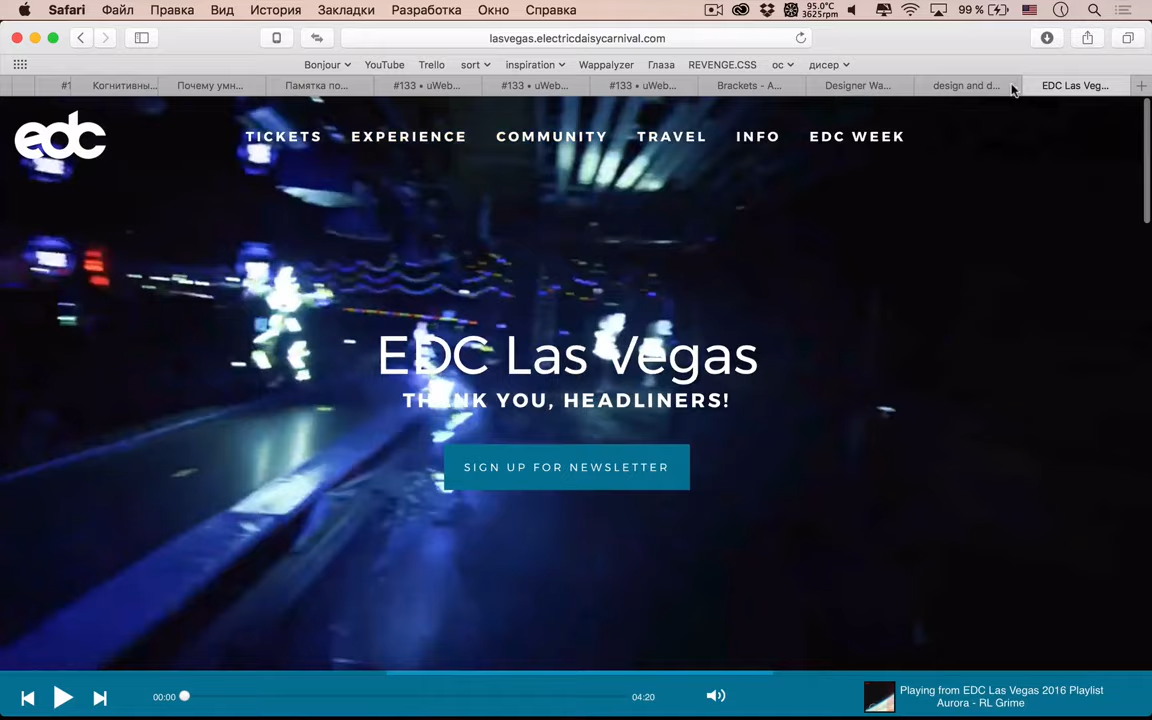 Safari Файл Правка Вид История Закладки Разработка Окно Справка 95.0°C 3625rpm 99 %
lasvegas.electricdaisycarnival.com
Bonjour YouTube Trello sort inspiration Wappalyzer Глаза REVENGE.CSS ос дисер
#1 Когнитивны... Почему умн... Памятка по... #133 • uWeb... #133 • uWeb... #133 • uWeb... Brackets - A... Designer Wa... design and d... EDC Las Veg...
edc TICKETS EXPERIENCE COMMUNITY TRAVEL INFO EDC WEEK
EDC Las Vegas
THANK YOU, HEADLINERS!
SIGN UP FOR NEWSLETTER
00:00 04:20 Playing from EDC Las Vegas 2016 Playlist
Aurora - RL Grime